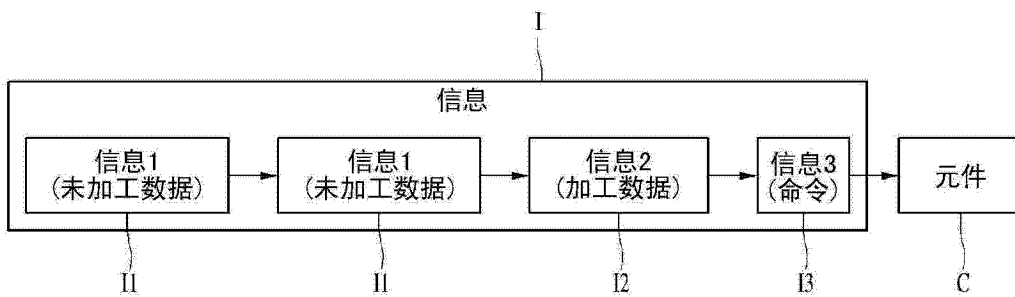 I
信息
信息1
(未加工数据)
信息1
(未加工数据)
信息2
(加工数据)
信息3
(命令)
元件
I1
I1
I2
I3
C